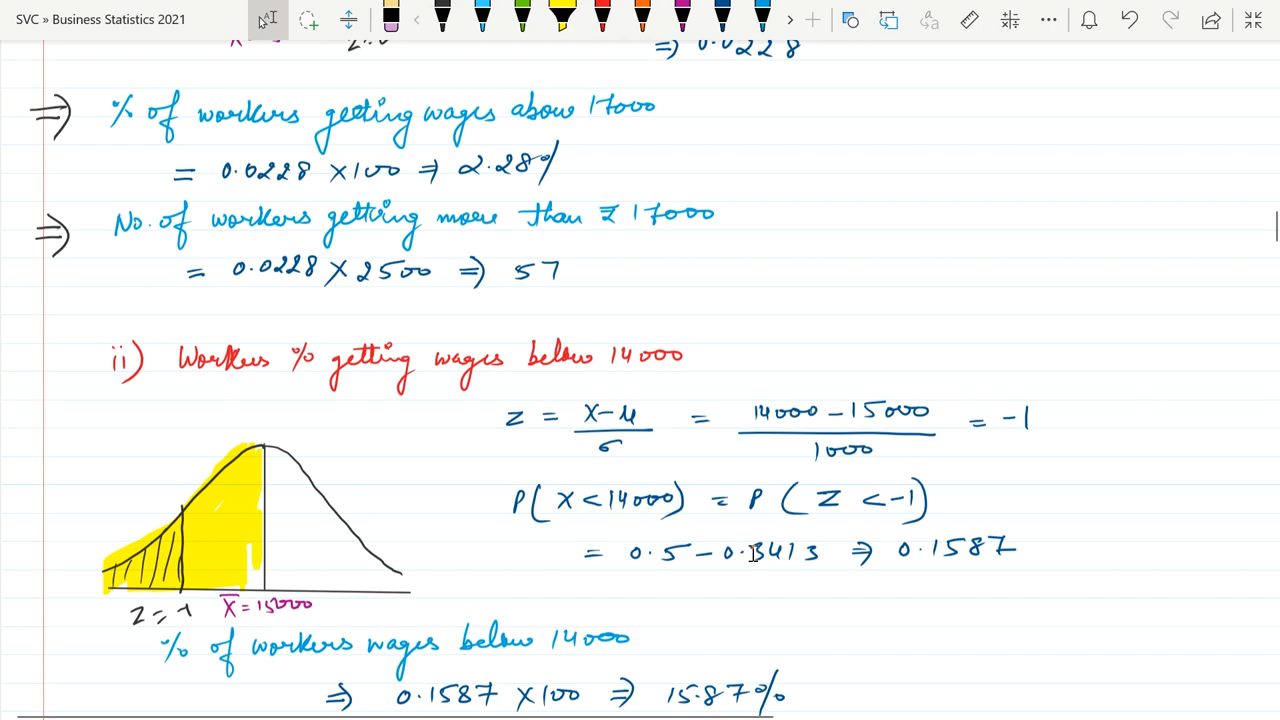 SVC » Business Statistics 2021
⇒ 0.0228
⇒ % of workers getting wages above 17000
= 0.0228 × 100 ⇒ 2.28%
⇒ No. of workers getting more than ₹ 17000
= 0.0228 × 2500 ⇒ 57
ii) Workers % getting wages below 14000
z = X-μ / σ = 14000 - 15000 / 1000 = -1
P( X < 14000) = P ( Z < -1)
= 0.5 - 0.3413 ⇒ 0.1587
Z = -1 X̄ = 15000
% of workers wages below 14000
⇒ 0.1587 × 100 ⇒ 15.87%